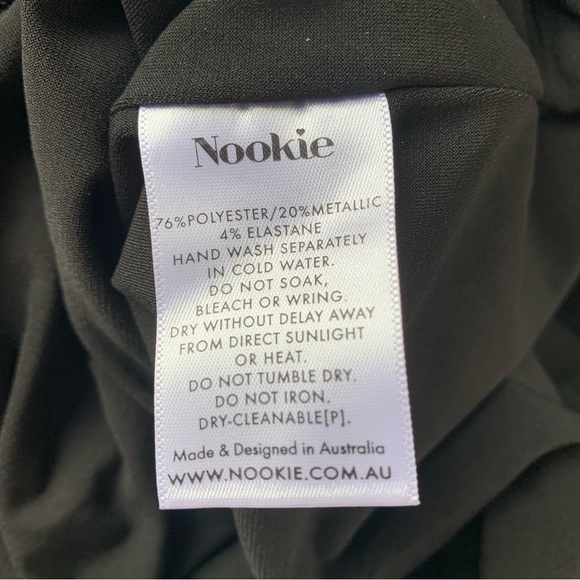 Nookie
76%POLYESTER/20%METALLIC
4% ELASTANE
HAND WASH SEPARATELY
IN COLD WATER.
DO NOT SOAK,
BLEACH OR WRING.
DRY WITHOUT DELAY AWAY
FROM DIRECT SUNLIGHT
OR HEAT.
DO NOT TUMBLE DRY.
DO NOT IRON.
DRY-CLEANABLE[P].
Made & Designed in Australia
WWW.NOOKIE.COM.AU